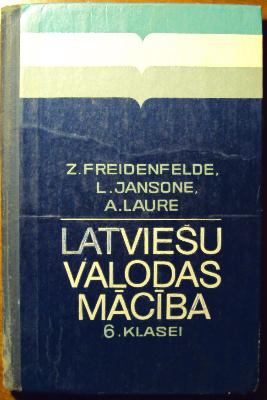 Z.FREIDENFELDE,
L.JANSONE,
A.LAURE
LATVIEŠU
VALODAS
MĀCĪBA
6.KLASEI